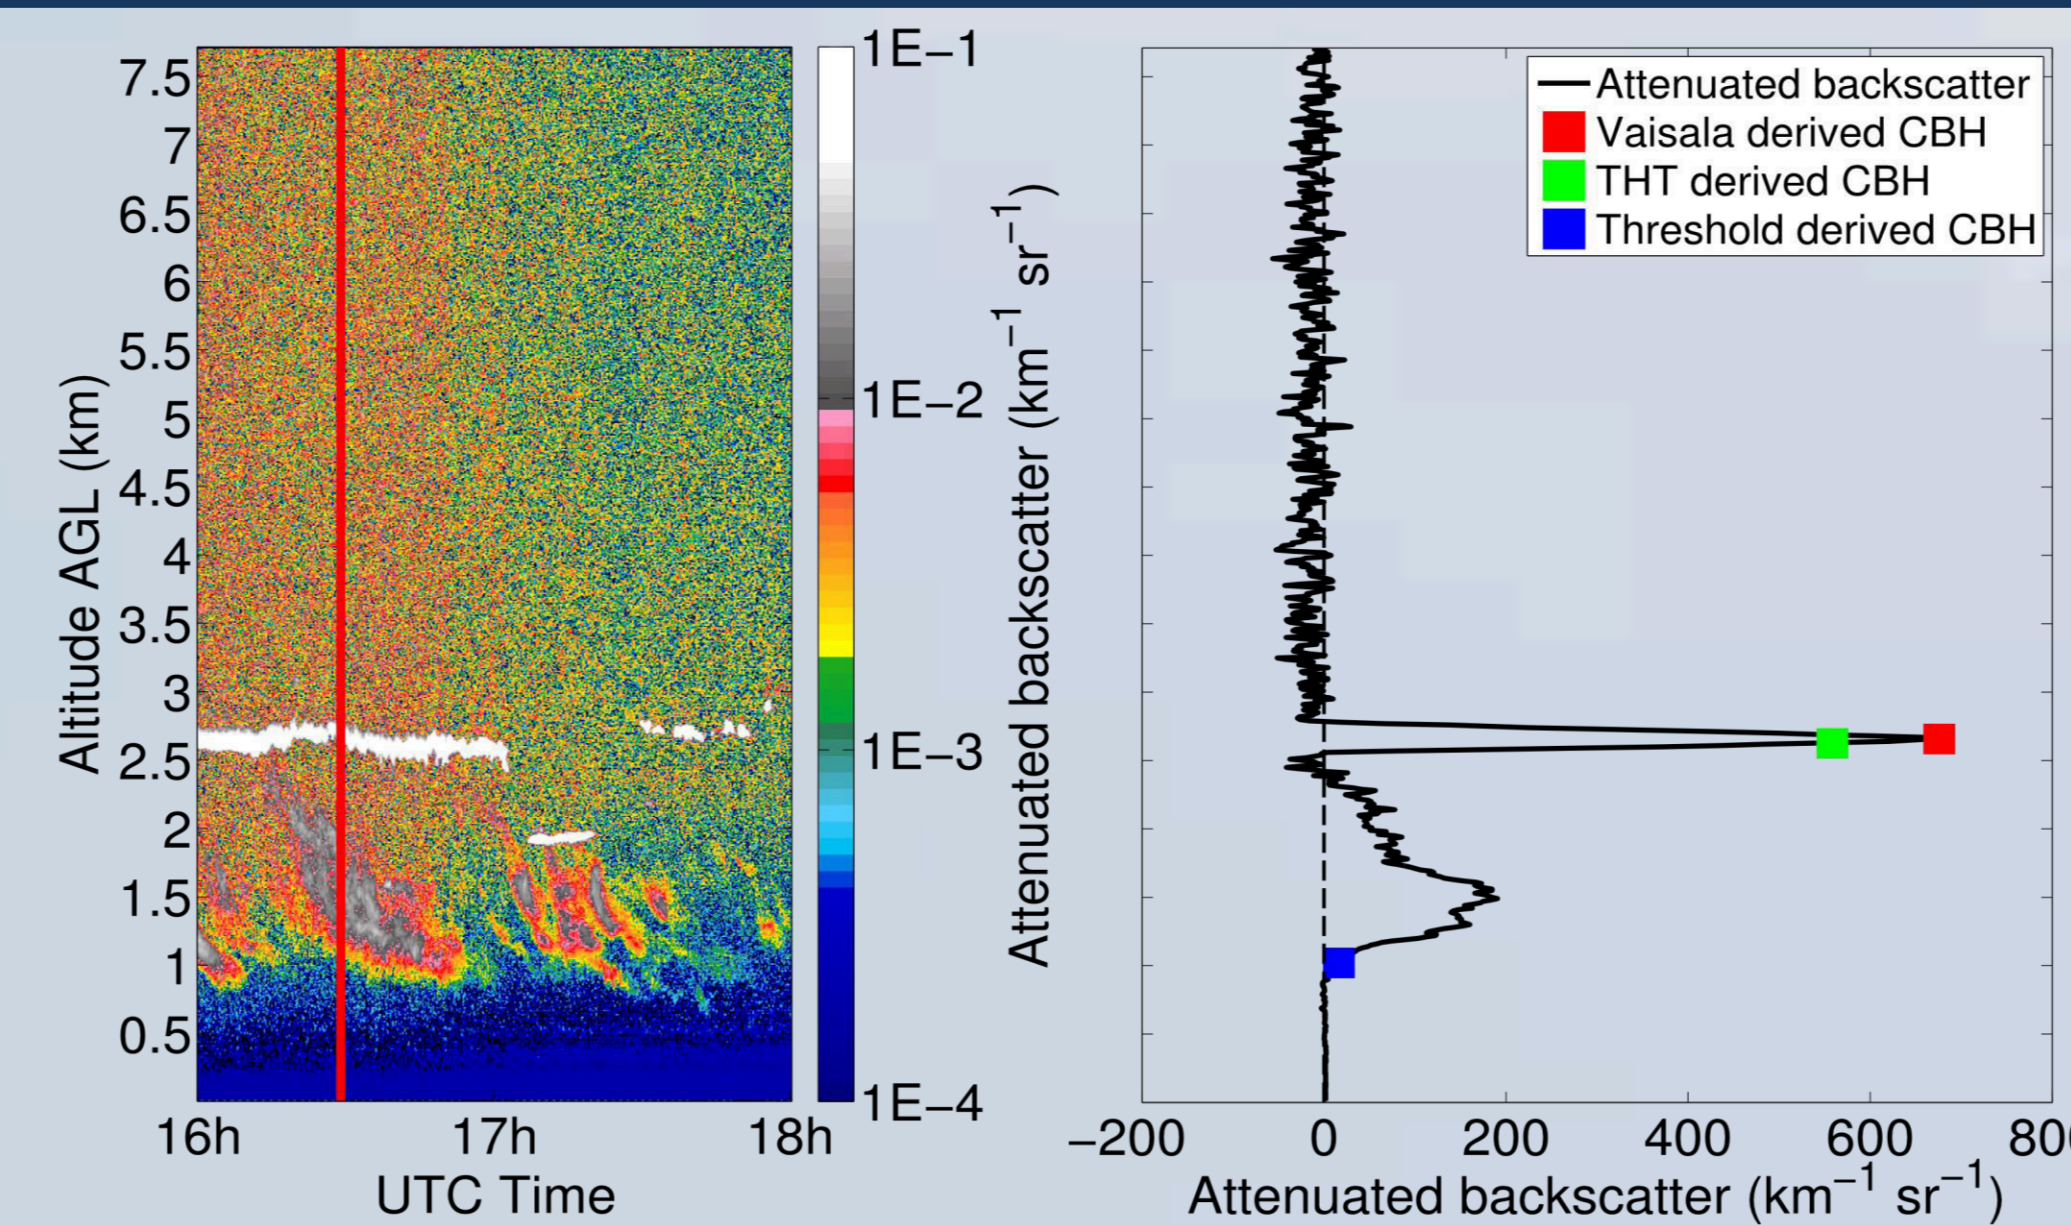 7.5
7
6.5
6
5.5
5
4.5
4
3.5
3
2.5
2
1.5
1
0.5
Altitude AGL (km)
16h
17h
18h
UTC Time
1E−1
1E−2
1E−3
1E−4
Attenuated backscatter (km−1 sr−1)
Attenuated backscatter
Vaisala derived CBH
THT derived CBH
Threshold derived CBH
−200
0
200
400
600
Attenuated backscatter (km−1 sr−1)